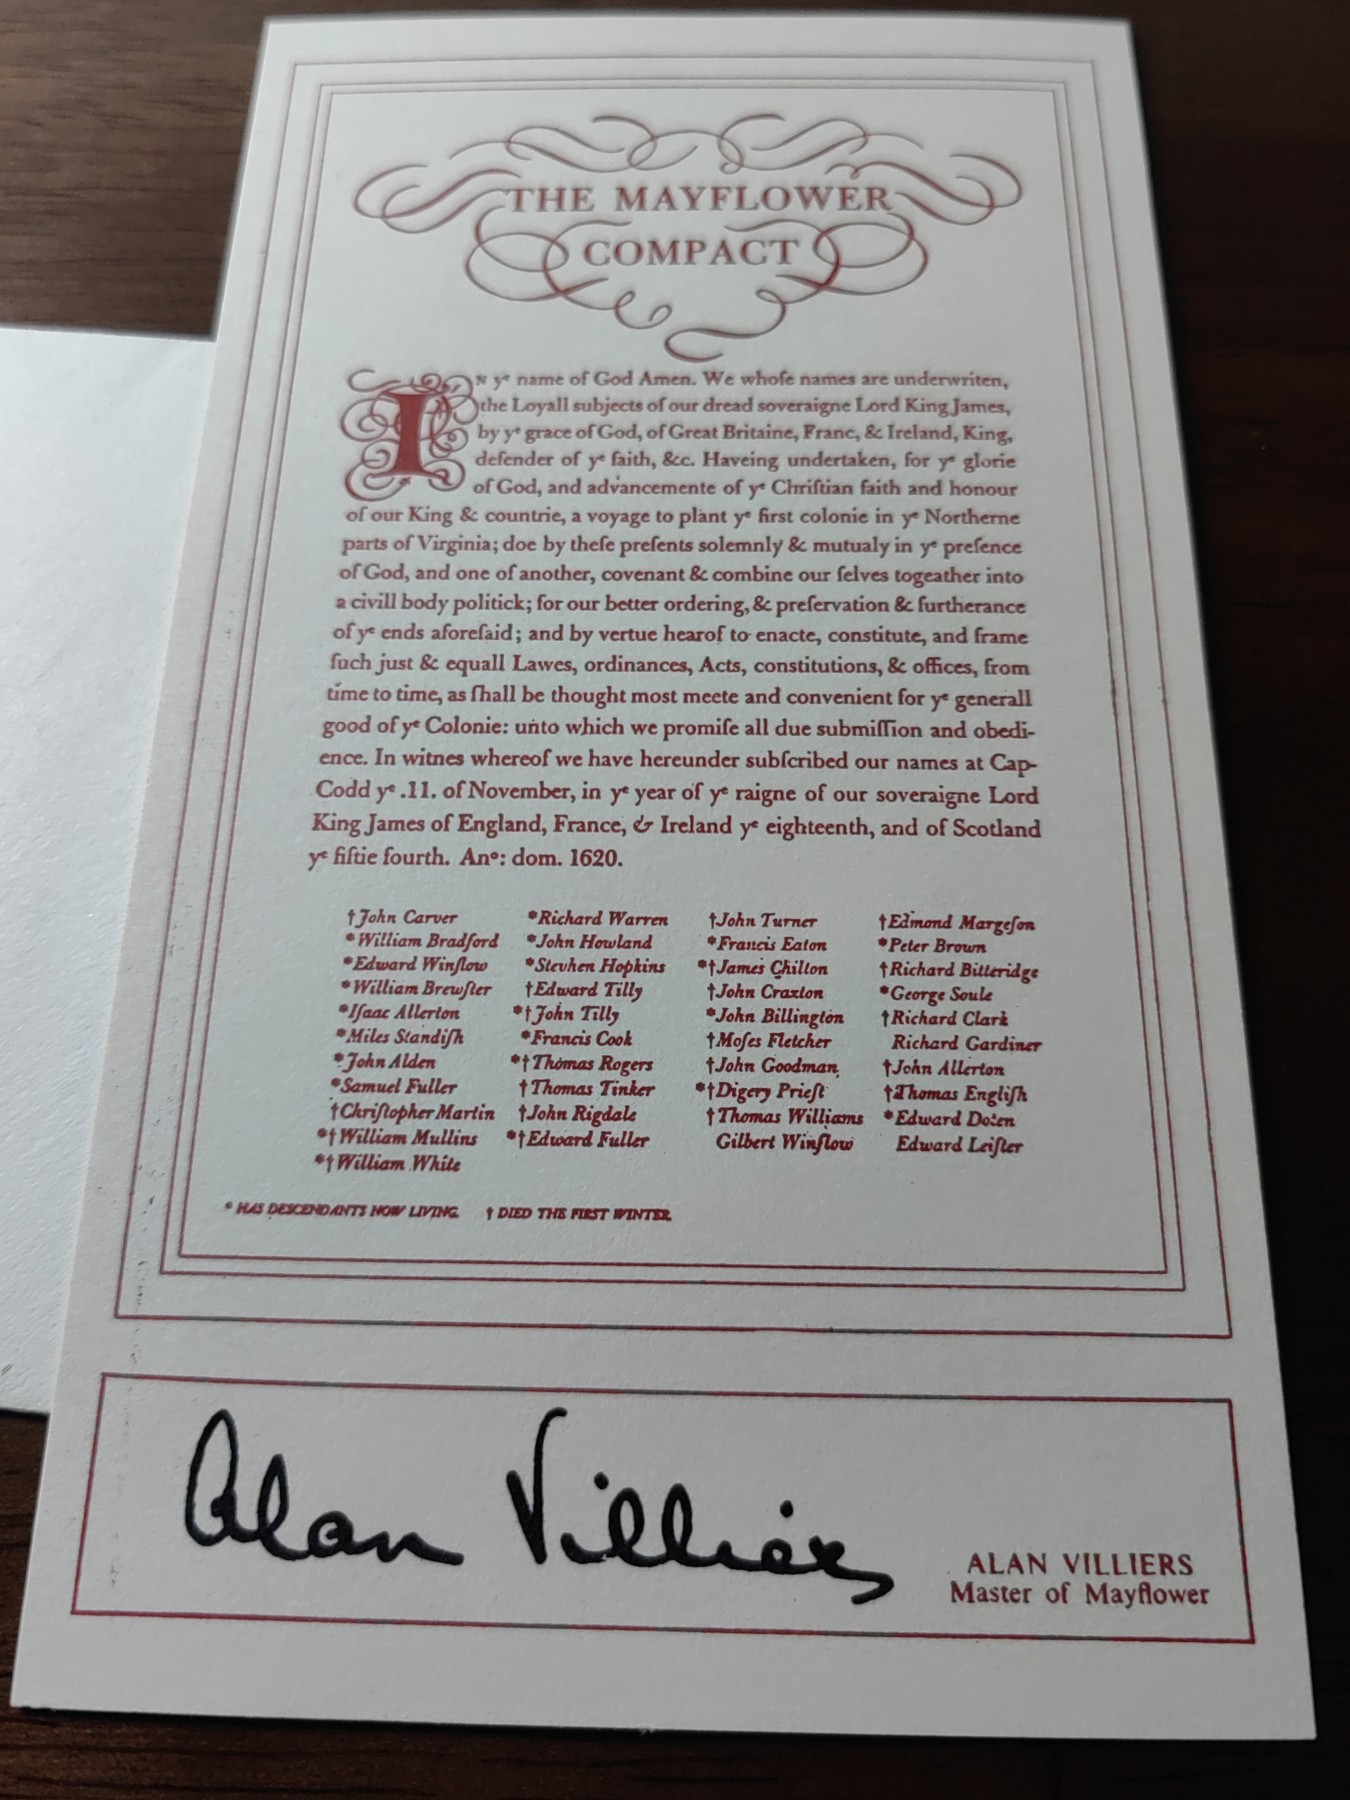 THE MAYFLOWER
COMPACT
IN yᵉ name of God Amen. We whoſe names are underwriten,
the Loyall subjects of our dread soveraigne Lord King James,
by yᵉ grace of God, of Great Britaine, Franc, & Ireland, King,
defender of yᵉ faith, &c. Haveing undertaken, for yᵉ glorie
of God, and advancemente of yᵉ Chriſtian faith and honour
of our King & countrie, a voyage to plant yᵉ first colonie in yᵉ Northerne
parts of Virginia; doe by theſe preſents solemnly & mutualy in yᵉ preſence
of God, and one of another, covenant & combine our ſelves togeather into
a civill body politick; for our better ordering, & preſervation & furtherance
of yᵉ ends aforeſaid; and by vertue hearof to enacte, constitute, and frame
ſuch just & equall Lawes, ordinances, Acts, constitutions, & offices, from
time to time, as ſhall be thought most meete and convenient for yᵉ generall
good of yᵉ Colonie: unto which we promiſe all due submiſſion and obedi-
ence. In witnes whereof we have hereunder subſcribed our names at Cap-
Codd yᵉ .11. of November, in yᵉ year of yᵉ raigne of our soveraigne Lord
King James of England, France, & Ireland yᵉ eighteenth, and of Scotland
yᵉ fiftie fourth. Anº: dom. 1620.
†John Carver *Richard Warren †John Turner †Edmond Margeſon
*William Bradford *John Howland *Francis Eaton *Peter Brown
*Edward Winſlow *Stevhen Hopkins *†James Chilton †Richard Bitteridge
*William Brewſter †Edward Tilly †John Craxton *George Soule
*Iſaac Allerton *†John Tilly *John Billington †Richard Clark
*Miles Standiſh *Francis Cook †Moſes Fletcher Richard Gardiner
*John Alden *†Thomas Rogers †John Goodman †John Allerton
*Samuel Fuller †Thomas Tinker *†Digery Prieſt †Thomas Engliſh
†Chriſtopher Martin †John Rigdale †Thomas Williams *Edward Doten
*†William Mullins *†Edward Fuller Gilbert Winſlow Edward Leiſter
*†William White
* HAS DESCENDANTS NOW LIVING. † DIED THE FIRST WINTER.
Alan Villiers
ALAN VILLIERS
Master of Mayflower